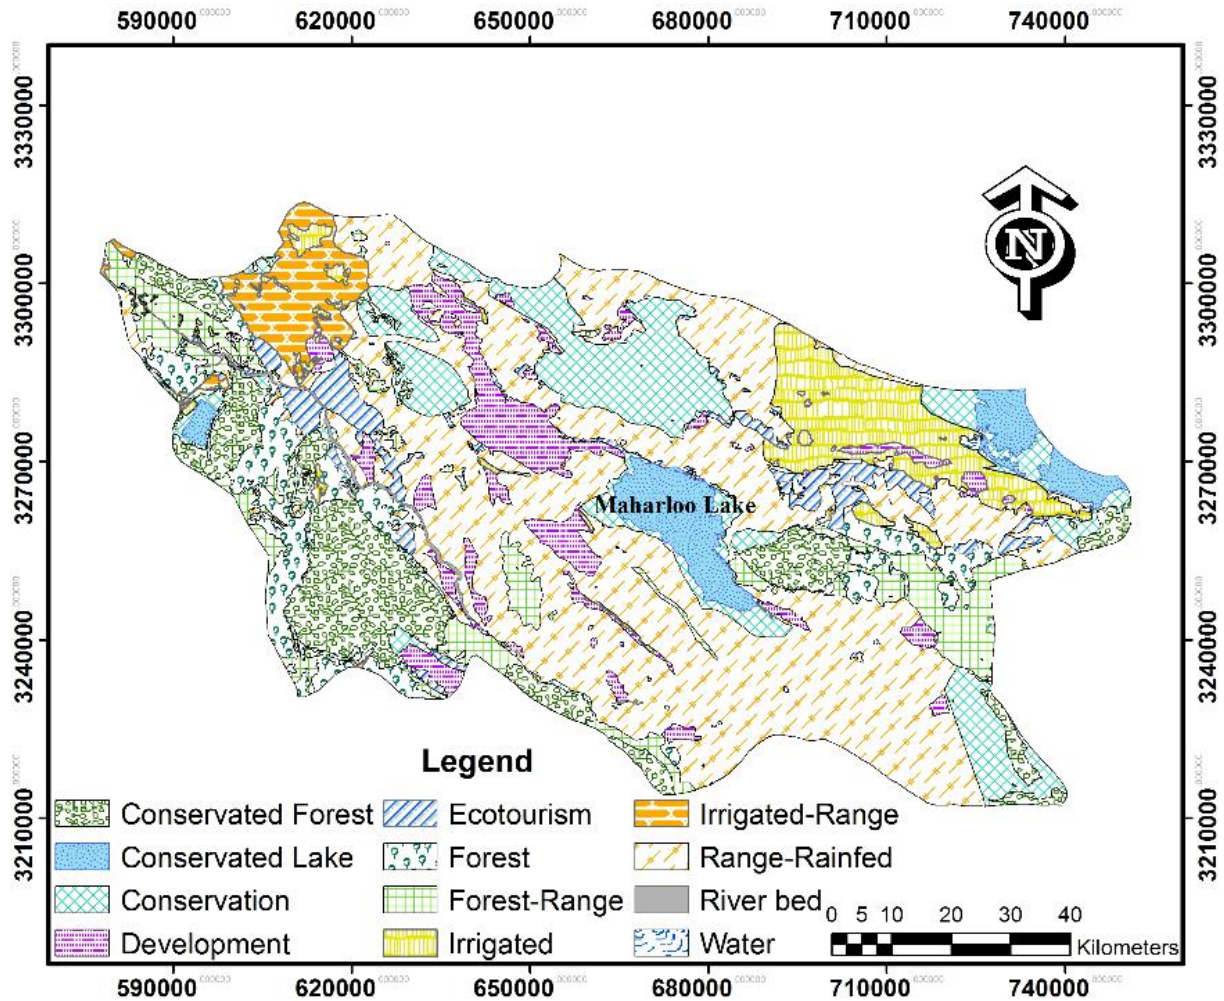 590000 620000 650000 680000 710000 740000
3330000 3330000
N
3300000 3300000
3270000 3270000
Maharloo Lake
3240000 3240000
3210000 3210000
Legend
Conservated Forest Ecotourism Irrigated-Range
Conservated Lake Forest Range-Rainfed
Conservation Forest-Range River bed
Development Irrigated Water
0 5 10 20 30 40
Kilometers
590000 620000 650000 680000 710000 740000